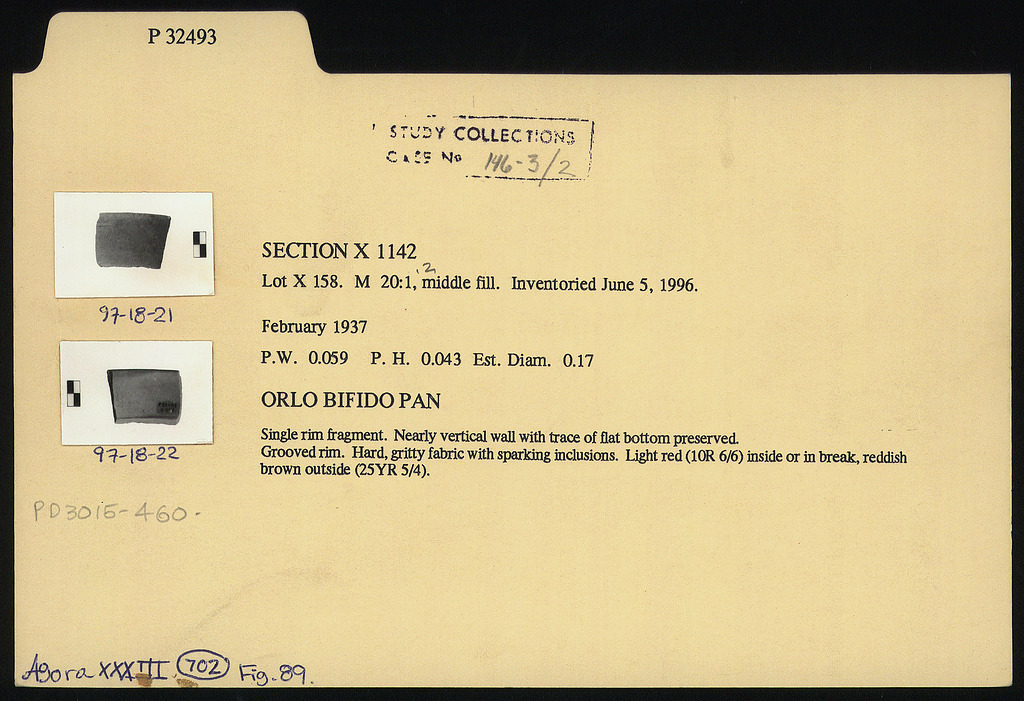 P 32493
STUDY COLLECTIONS
CASE No 146-3/2
SECTION X 1142
Lot X 158. M 20:1,2 middle fill. Inventoried June 5, 1996.
97-18-21
February 1937
P.W. 0.059 P. H. 0.043 Est. Diam. 0.17
ORLO BIFIDO PAN
Single rim fragment. Nearly vertical wall with trace of flat bottom preserved.
Grooved rim. Hard, gritty fabric with sparking inclusions. Light red (10R 6/6) inside or in break, reddish
brown outside (25YR 5/4).
97-18-22
PD3015-460-
Agora XXXIII 702 Fig. 89.